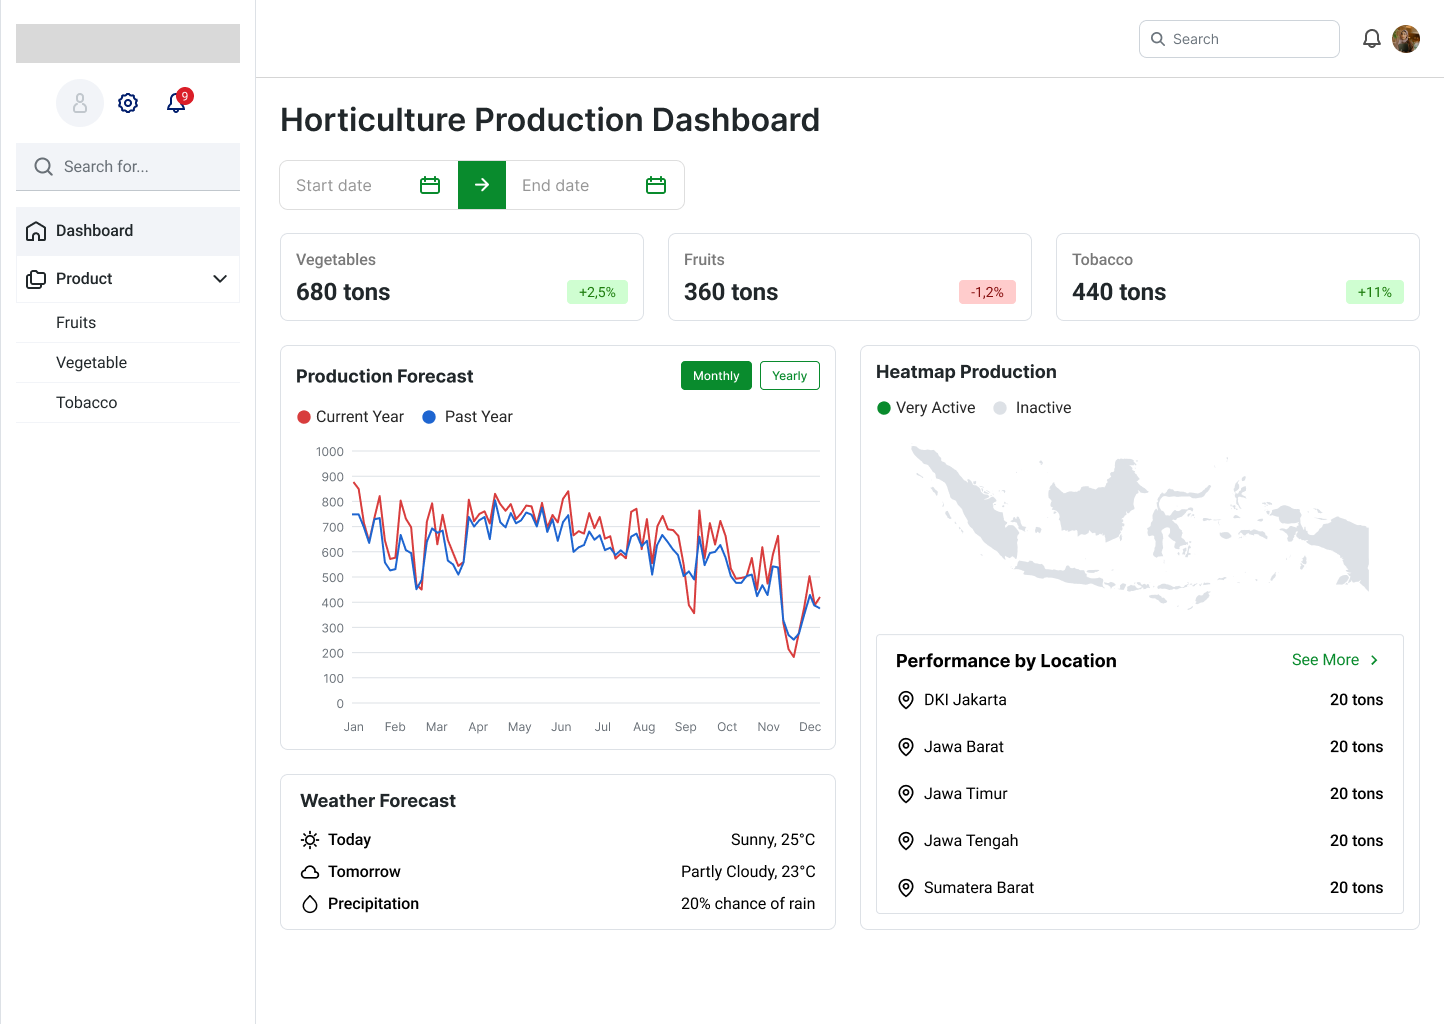 9
Search for...
Dashboard
Product
Fruits
Vegetable
Tobacco
Search
Horticulture Production Dashboard
Start date
End date
Vegetables
680 tons
+2,5%
Fruits
360 tons
-1,2%
Tobacco
440 tons
+11%
Production Forecast
Monthly
Yearly
Current Year
Past Year
1000
900
800
700
600
500
400
300
200
100
0
Jan Feb Mar Apr May Jun Jul Aug Sep Oct Nov Dec
Weather Forecast
Today Sunny, 25°C
Tomorrow Partly Cloudy, 23°C
Precipitation 20% chance of rain
Heatmap Production
Very Active
Inactive
Performance by Location
See More
DKI Jakarta 20 tons
Jawa Barat 20 tons
Jawa Timur 20 tons
Jawa Tengah 20 tons
Sumatera Barat 20 tons